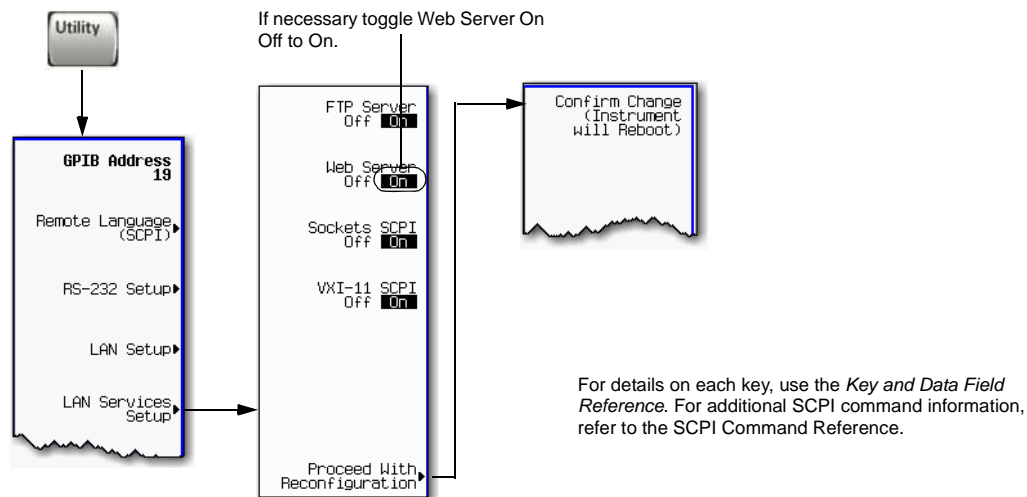 Utility
If necessary toggle Web Server On
Off to On.
GPIB Address
19
Remote Language
(SCPI)
RS-232 Setup
LAN Setup
LAN Services
Setup
FTP Server
Off On
Web Server
Off On
Sockets SCPI
Off On
VXI-11 SCPI
Off On
Proceed With
Reconfiguration
Confirm Change
(Instrument
will Reboot)
For details on each key, use the Key and Data Field
Reference. For additional SCPI command information,
refer to the SCPI Command Reference.